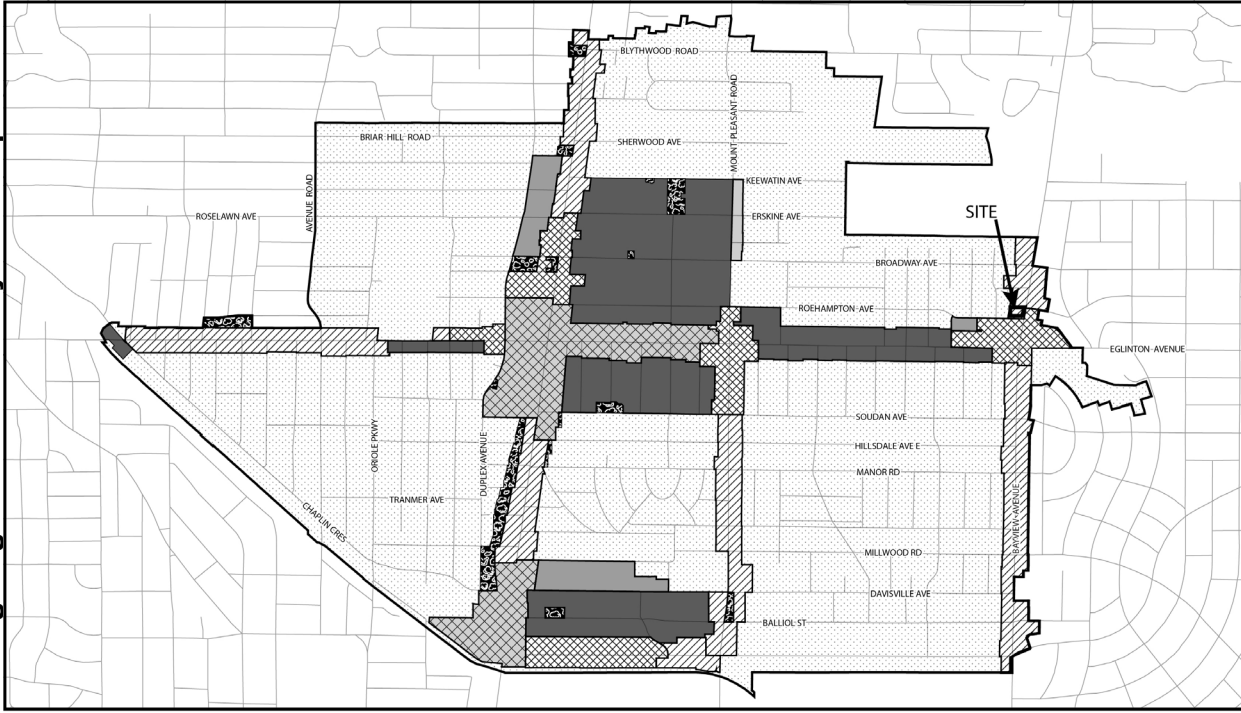 BLYTHWOOD ROAD
MOUNT PLEASANT ROAD
BRIAR HILL ROAD
SHERWOOD AVE
KEEWATIN AVE
AVENUE ROAD
ROSELAWN AVE
ERSKINE AVE
SITE
BROADWAY AVE
ROEHAMPTON AVE
EGLINTON AVENUE
SOUDAN AVE
ORIOLE PKWY
DUPLEX AVENUE
HILLSDALE AVE E
MANOR RD
TRANMER AVE
CHAPLIN CRES
BAYVIEW AVENUE
MILLWOOD RD
DAVISVILLE AVE
BALLIOL ST